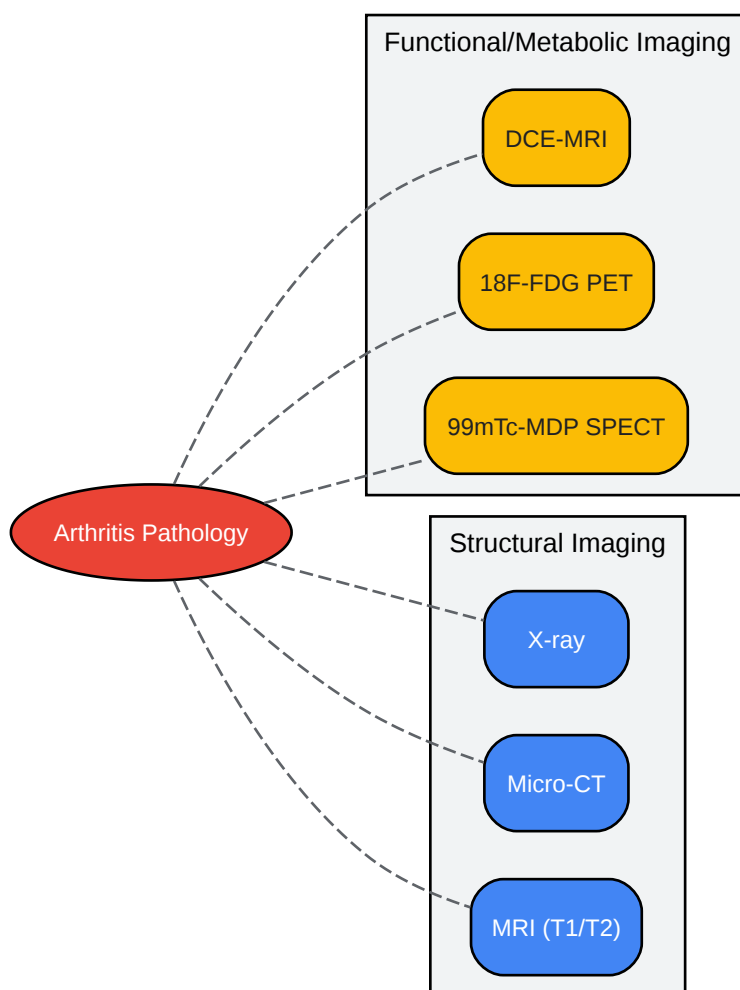 Functional/Metabolic Imaging
DCE-MRI
18F-FDG PET
99mTc-MDP SPECT
Arthritis Pathology
Structural Imaging
X-ray
Micro-CT
MRI (T1/T2)